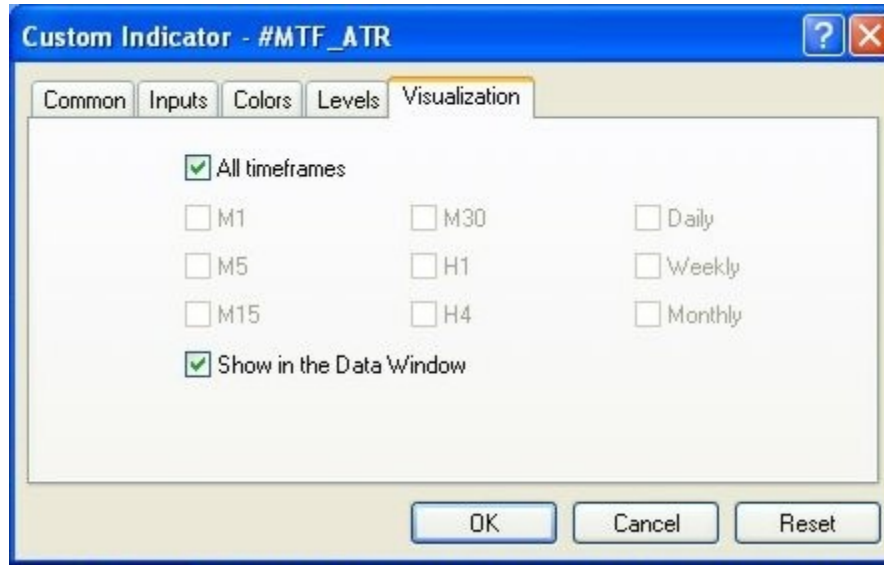 Custom Indicator - #MTF_ATR
Common Inputs Colors Levels Visualization
All timeframes
M1 M30 Daily
M5 H1 Weekly
M15 H4 Monthly
Show in the Data Window
OK Cancel Reset